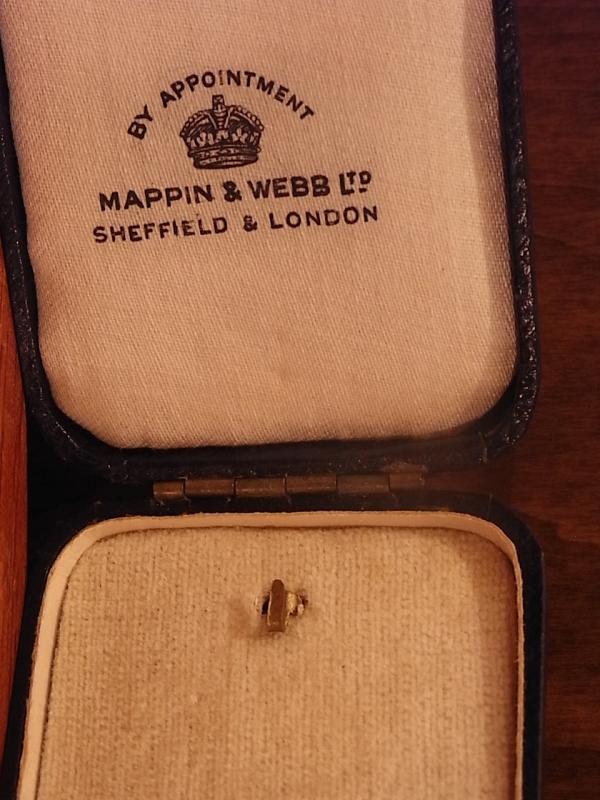 BY APPOINTMENT
MAPPIN & WEBB LTD
SHEFFIELD & LONDON